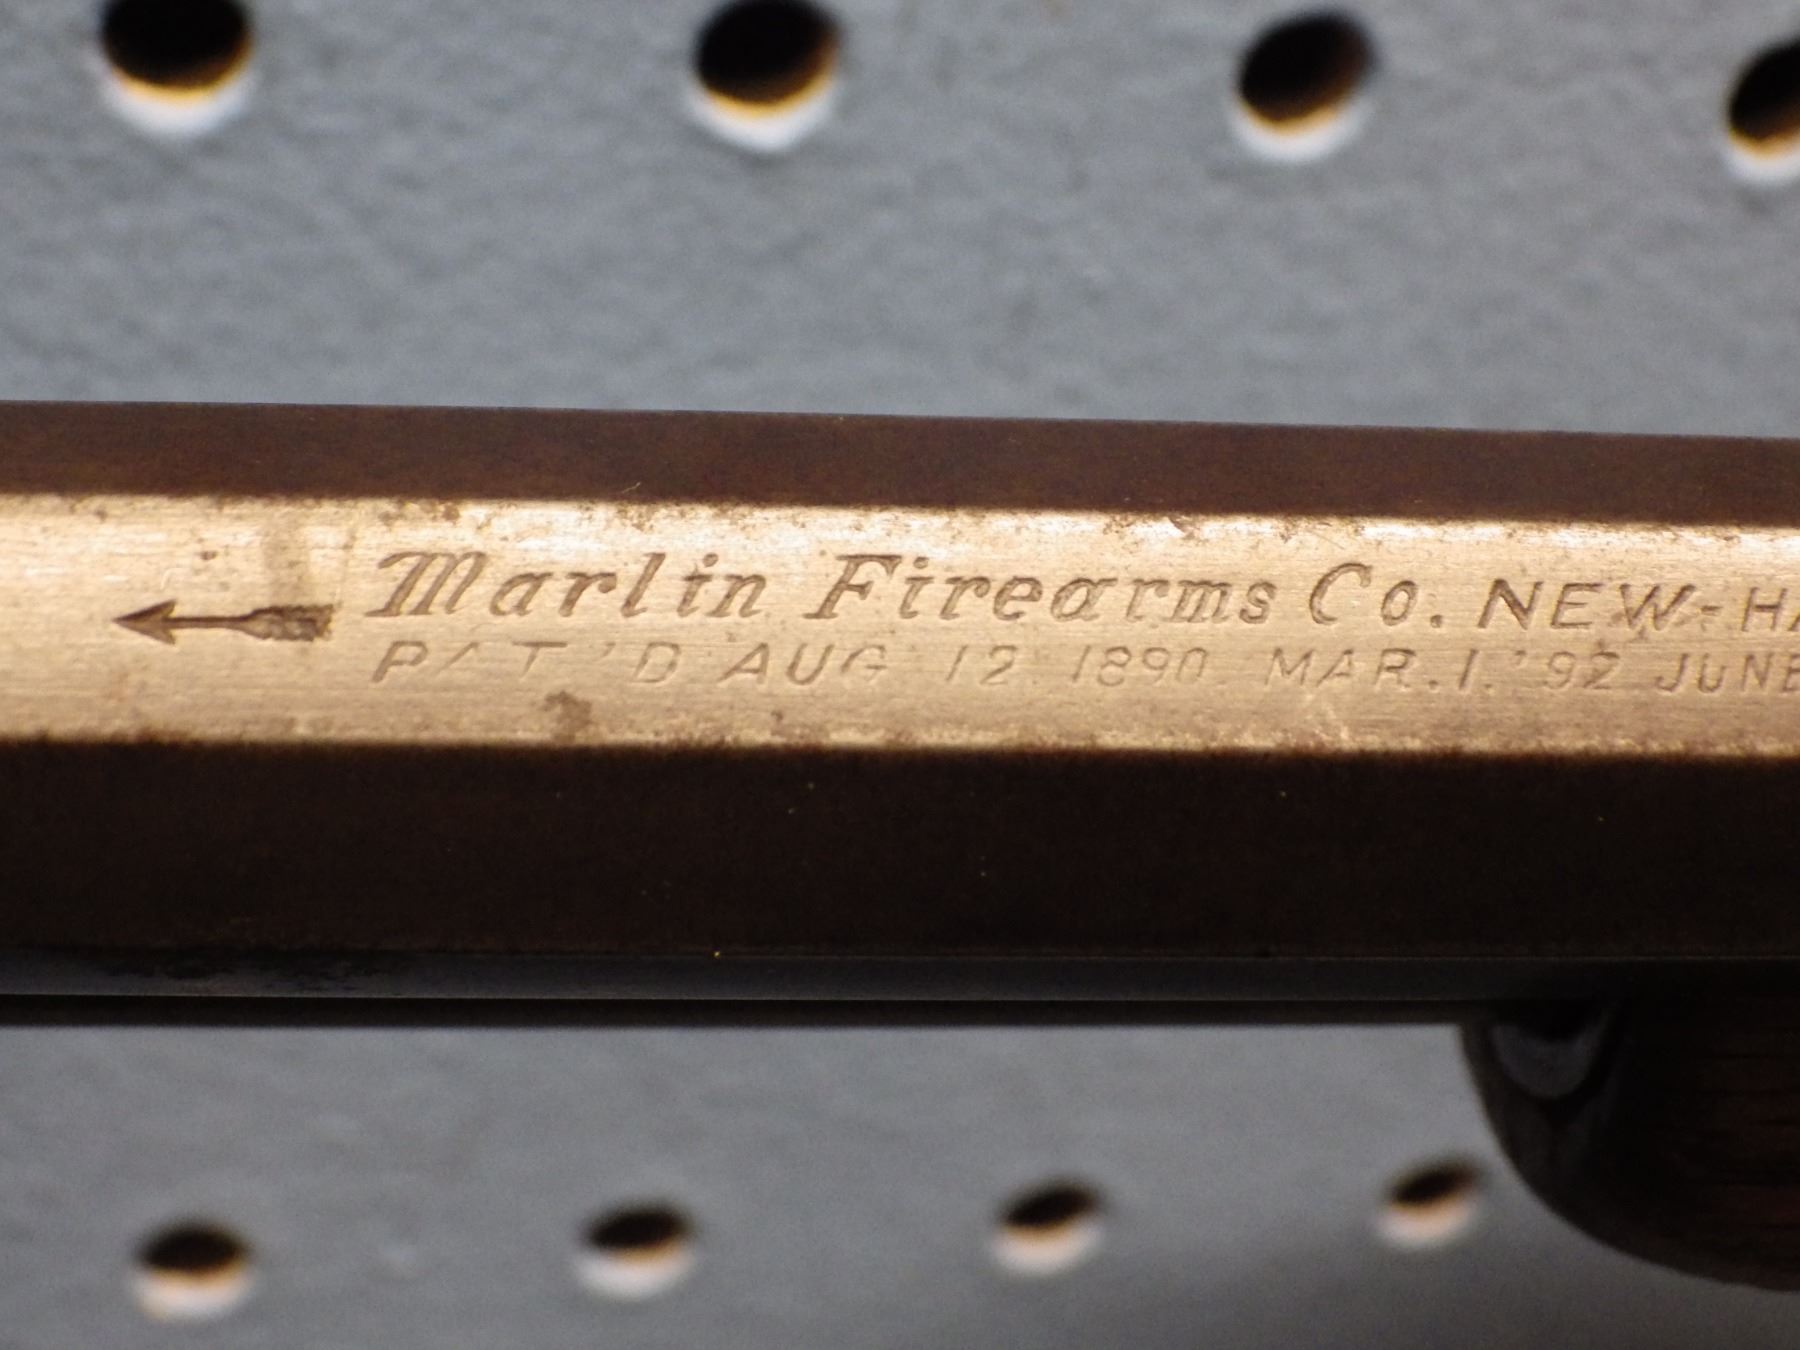 Marlin Firearms Co. NEW-HA
PAT'D AUG 12 1890 MAR. 1. '92 JUNE